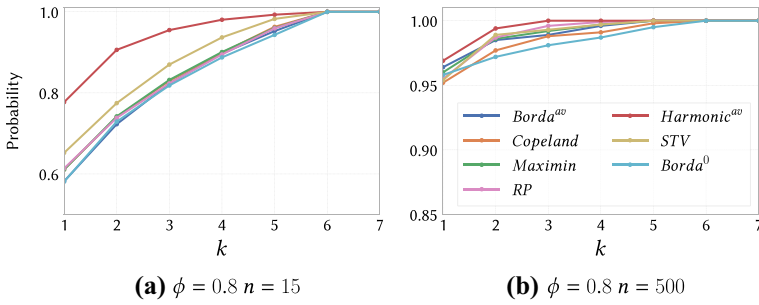 Probability
1.0
0.8
0.6
1 2 3 4 5 6 7
k
(a) ϕ = 0.8 n = 15
1.00
0.95
0.90
0.85
Borda^av Harmonic^av
Copeland STV
Maximin Borda^0
RP
1 2 3 4 5 6 7
k
(b) ϕ = 0.8 n = 500